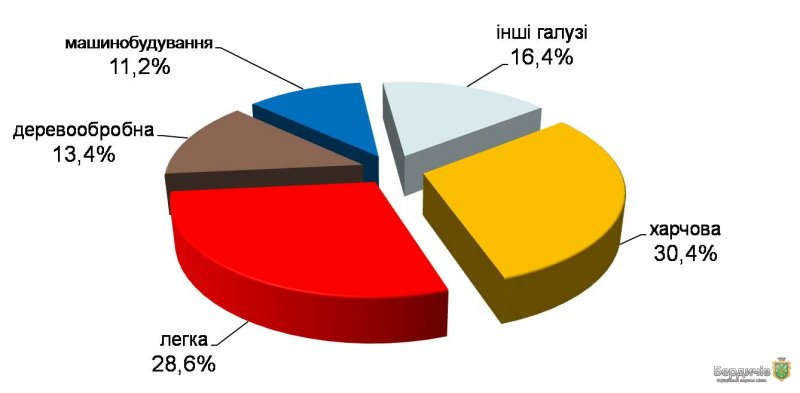 машинобудування
11,2%
інші галузі
16,4%
деревообробна
13,4%
харчова
30,4%
легка
28,6%
Бердичів